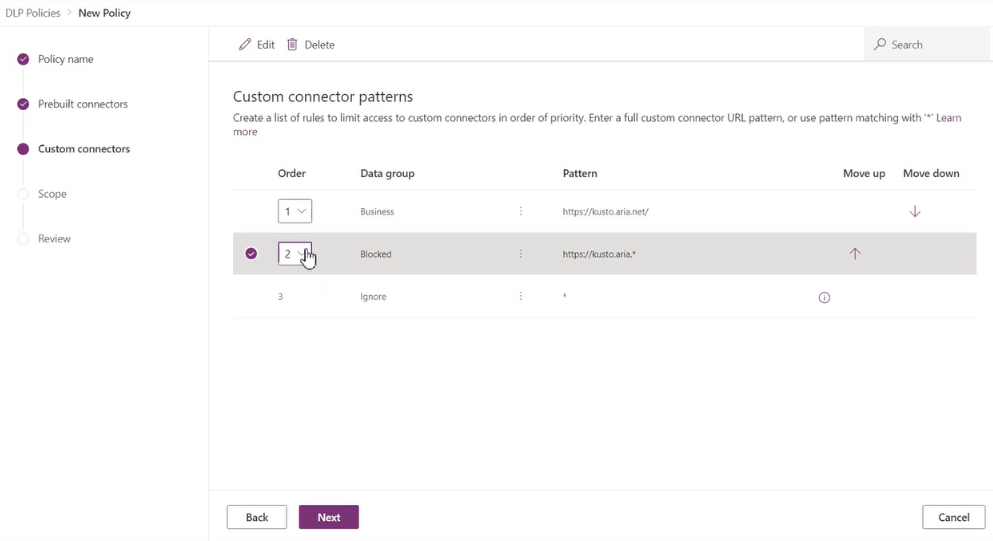 DLP Policies > New Policy
Edit Delete Search
Policy name
Prebuilt connectors
Custom connectors
Scope
Review
Custom connector patterns
Create a list of rules to limit access to custom connectors in order of priority. Enter a full custom connector URL pattern, or use pattern matching with '*' Learn
more
Order Data group Pattern Move up Move down
1 Business https://kusto.aria.net/
2 Blocked https://kusto.aria.*
3 Ignore *
Back Next Cancel